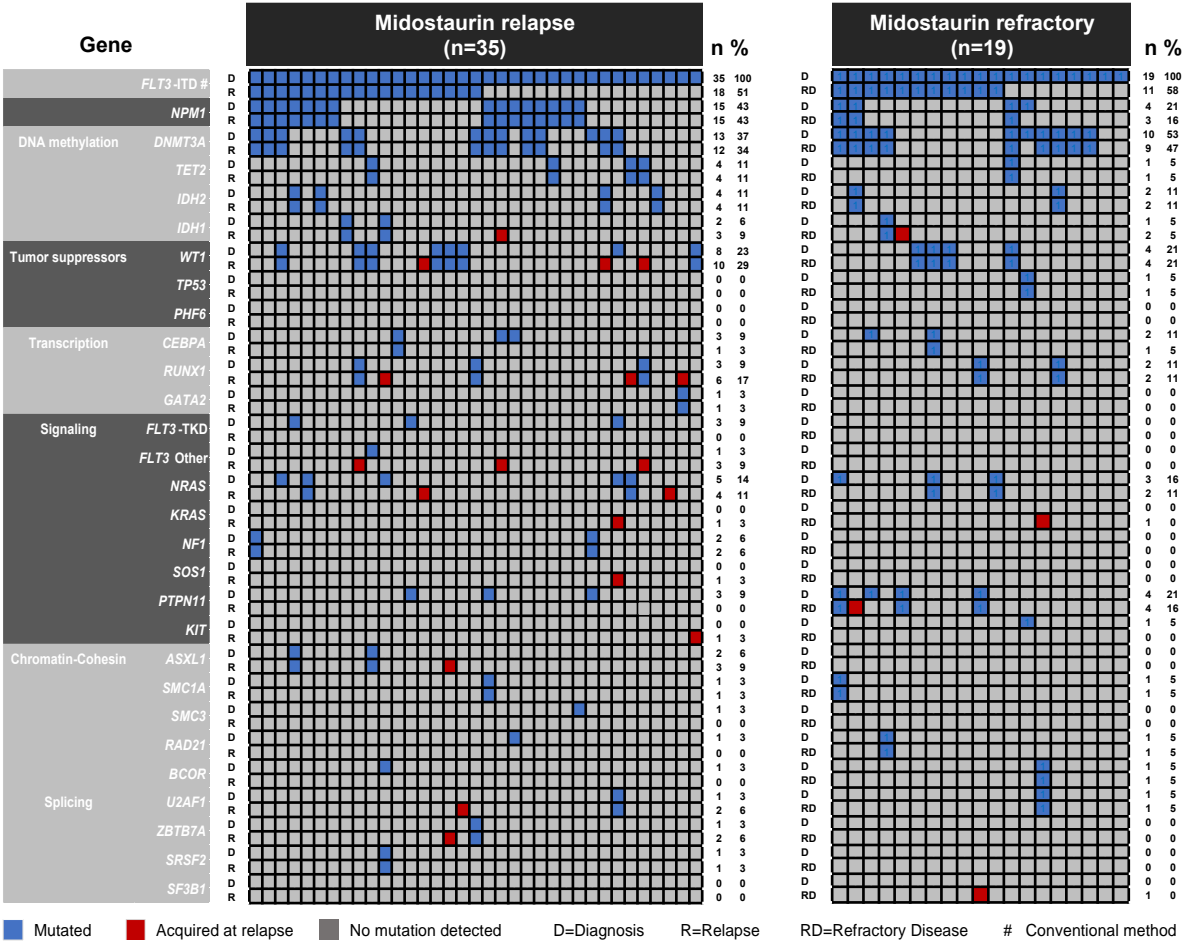 Gene
Midostaurin relapse
(n=35)
n %
Midostaurin refractory
(n=19)
n %
FLT3-ITD #
D 35 100 D 19 100
R 18 51 RD 11 58
NPM1
D 15 43 D 4 21
R 15 43 RD 3 16
DNA methylation DNMT3A
D 13 37 D 10 53
R 12 34 RD 9 47
TET2
D 4 11 D 1 5
R 4 11 RD 1 5
IDH2
D 4 11 D 2 11
R 4 11 RD 2 11
IDH1
D 2 6 D 1 5
R 3 9 RD 2 5
Tumor suppressors WT1
D 8 23 D 4 21
R 10 29 RD 4 21
TP53
D 0 0 D 1 5
R 0 0 RD 1 5
PHF6
D 0 0 D 0 0
R 0 0 RD 0 0
Transcription CEBPA
D 3 9 D 2 11
R 1 3 RD 1 5
RUNX1
D 3 9 D 2 11
R 6 17 RD 2 11
GATA2
D 1 3 D 0 0
R 1 3 RD 0 0
Signaling FLT3-TKD
D 3 9 D 0 0
R 0 0 RD 0 0
FLT3 Other
D 1 3 D 0 0
R 3 9 RD 0 0
NRAS
D 5 14 D 3 16
R 4 11 RD 2 11
KRAS
D 0 0 D 0 0
R 1 3 RD 1 0
NF1
D 2 6 D 0 0
R 2 6 RD 0 0
SOS1
D 0 0 D 0 0
R 1 3 RD 0 0
PTPN11
D 3 9 D 4 21
R 0 0 RD 4 16
KIT
D 0 0 D 1 5
R 1 3 RD 0 0
Chromatin-Cohesin ASXL1
D 2 6 D 0 0
R 3 9 RD 0 0
SMC1A
D 1 3 D 1 5
R 1 3 RD 1 5
SMC3
D 1 3 D 0 0
R 0 0 RD 0 0
RAD21
D 1 3 D 1 5
R 0 0 RD 1 5
BCOR
D 1 3 D 1 5
R 0 0 RD 1 5
Splicing U2AF1
D 1 3 D 1 5
R 2 6 RD 1 5
ZBTB7A
D 1 3 D 0 0
R 2 6 RD 0 0
SRSF2
D 1 3 D 0 0
R 1 3 RD 0 0
SF3B1
D 0 0 D 0 0
R 0 0 RD 1 0
Mutated Acquired at relapse No mutation detected D=Diagnosis R=Relapse RD=Refractory Disease # Conventional method